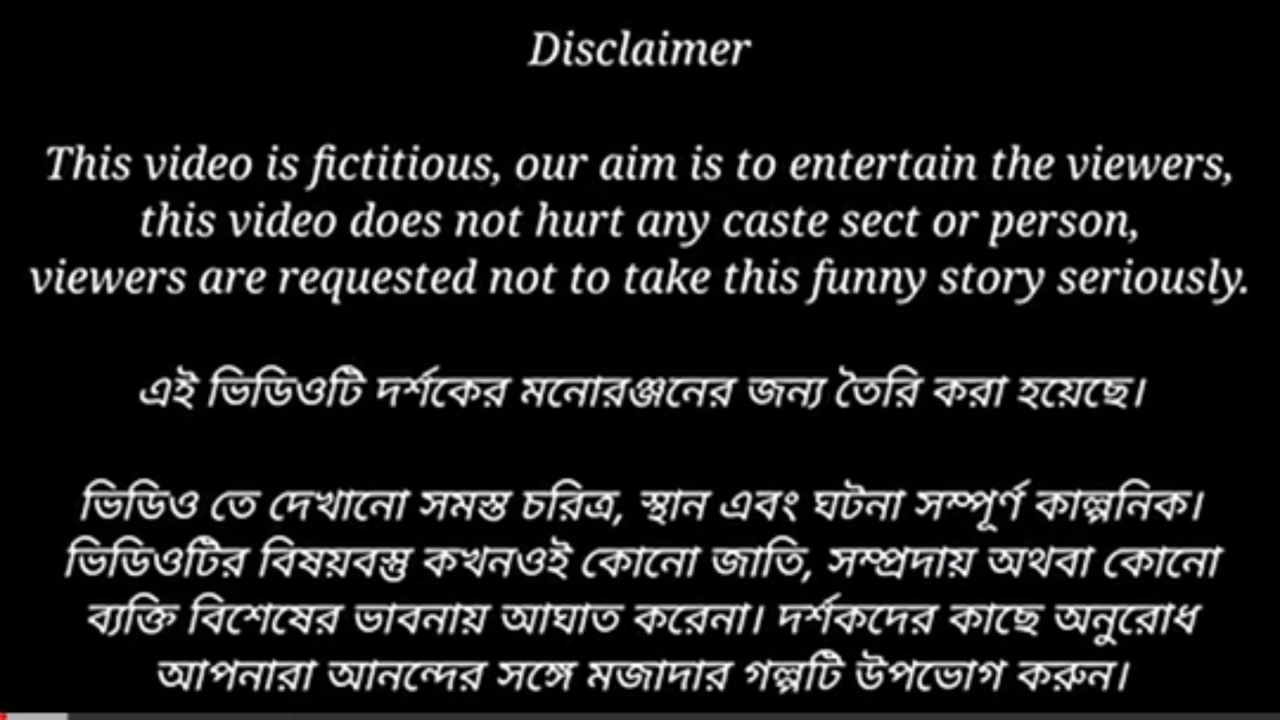 Disclaimer
This video is fictitious, our aim is to entertain the viewers,
this video does not hurt any caste sect or person,
viewers are requested not to take this funny story seriously.
এই ভিডিওটি দর্শকের মনোরঞ্জনের জন্য তৈরি করা হয়েছে।
ভিডিও তে দেখানো সমস্ত চরিত্র, স্থান এবং ঘটনা সম্পূর্ণ কাল্পনিক।
ভিডিওটির বিষয়বস্তু কখনওই কোনো জাতি, সম্প্রদায় অথবা কোনো
ব্যক্তি বিশেষের ভাবনায় আঘাত করেনা। দর্শকদের কাছে অনুরোধ
আপনারা আনন্দের সঙ্গে মজাদার গল্পটি উপভোগ করুন।